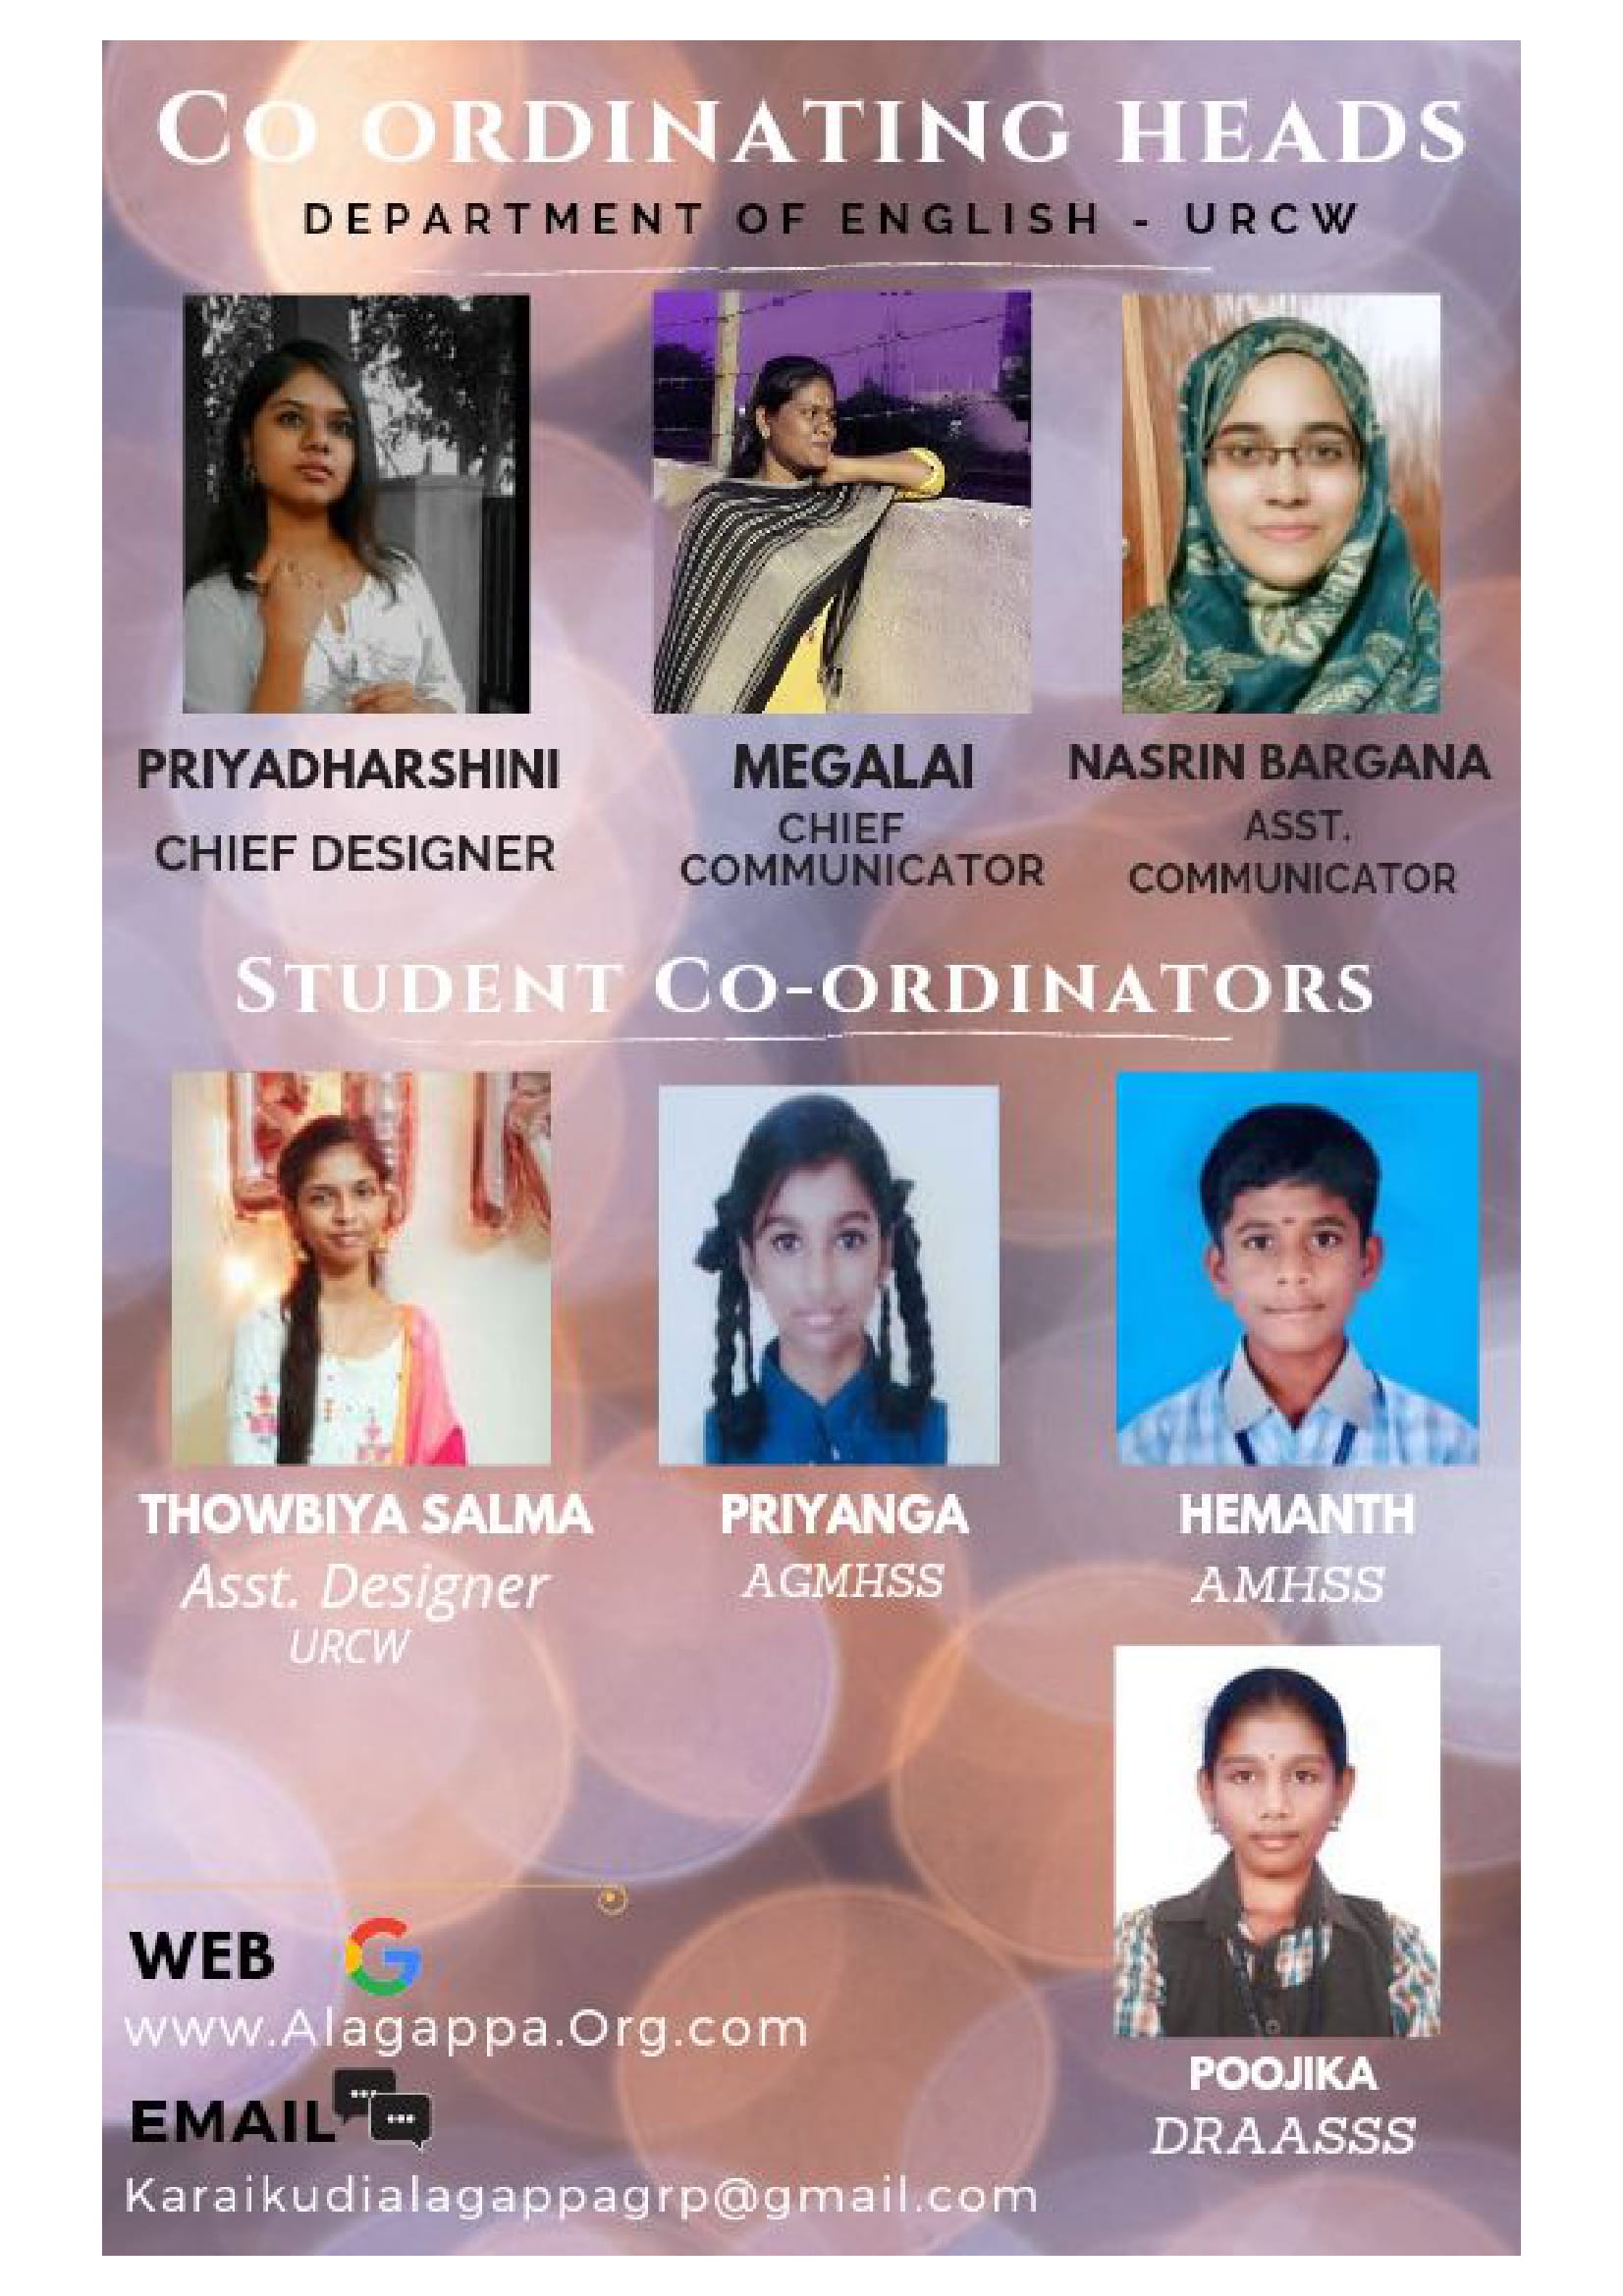 Co ordinating heads
DEPARTMENT OF ENGLISH - URCW
PRIYADHARSHINI
CHIEF DESIGNER
MEGALAI
CHIEF
COMMUNICATOR
NASRIN BARGANA
ASST.
COMMUNICATOR
Student Co-ordinators
THOWBIYA SALMA
Asst. Designer
URCW
PRIYANGA
AGMHSS
HEMANTH
AMHSS
POOJIKA
DRAASSS
WEB
www.Alagappa.Org.com
EMAIL
Karaikudialagappagrp@gmail.com